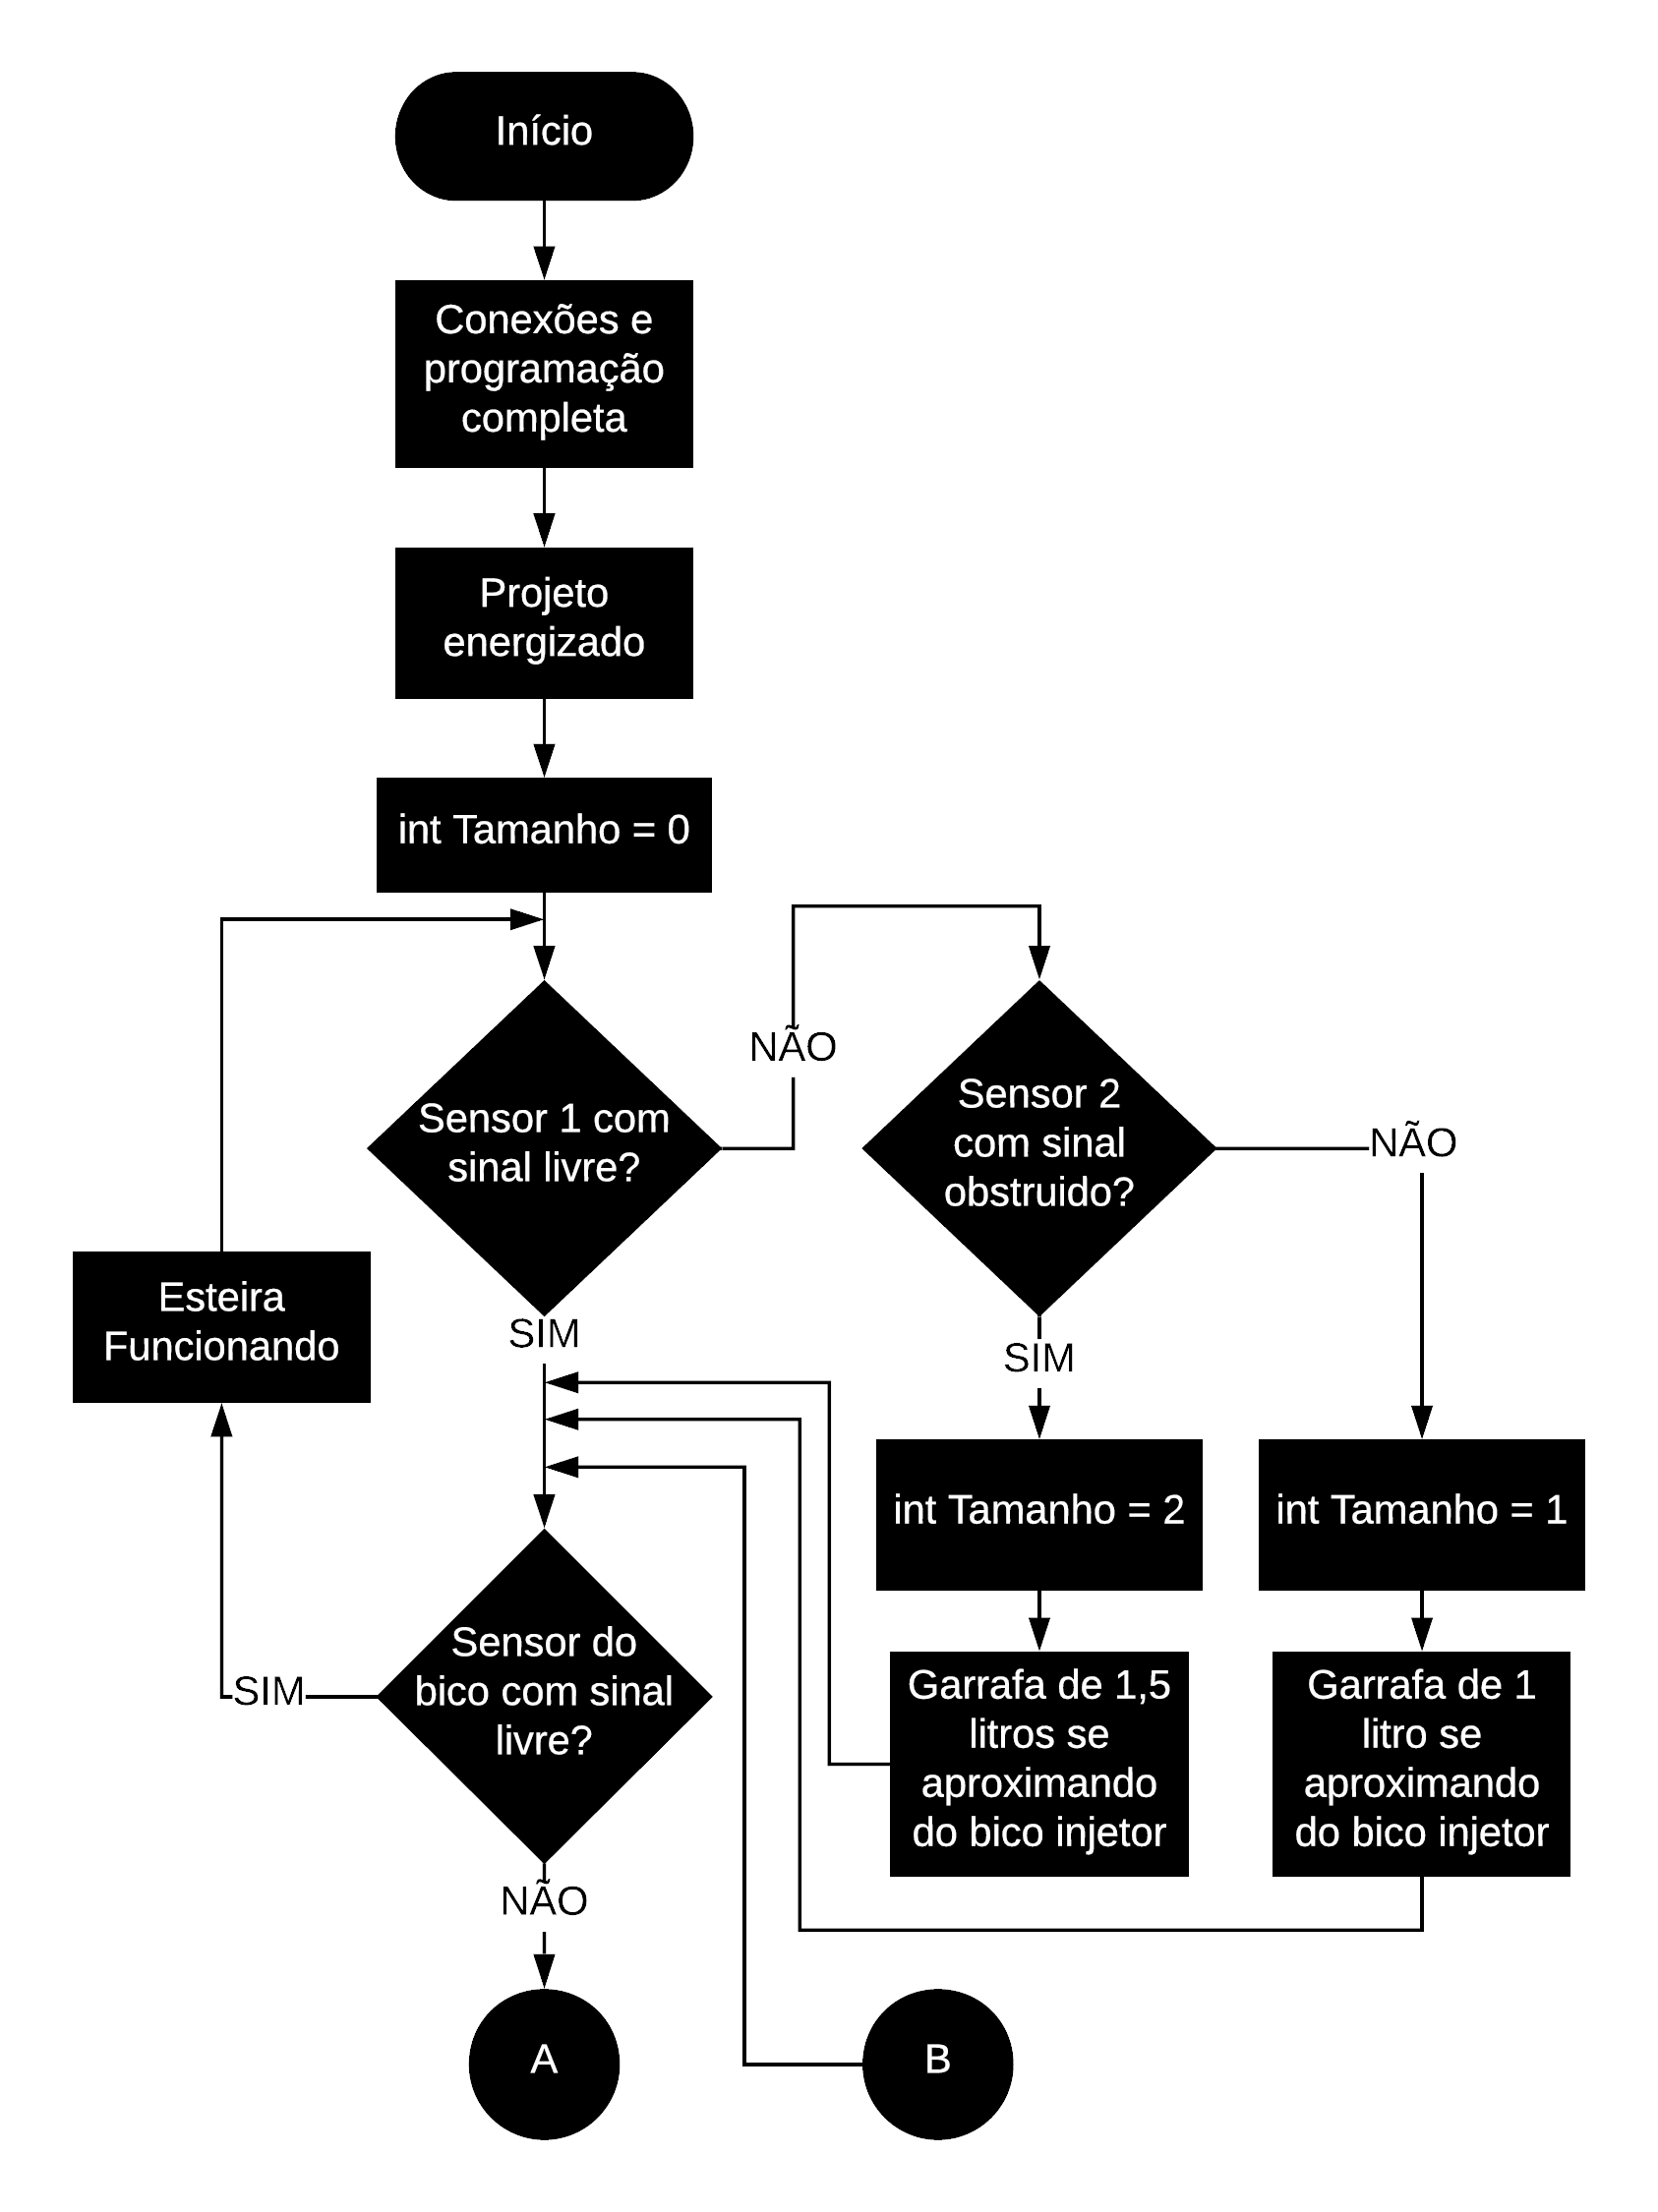 Início
Conexões e
programação
completa
Projeto
energizado
int Tamanho = 0
NÃO
Sensor 1 com
sinal livre?
Sensor 2
com sinal
obstruido?
NÃO
Esteira
Funcionando
SIM
SIM
int Tamanho = 2
int Tamanho = 1
Sensor do
bico com sinal
livre?
SIM
Garrafa de 1,5
litros se
aproximando
do bico injetor
Garrafa de 1
litro se
aproximando
do bico injetor
NÃO
A
B